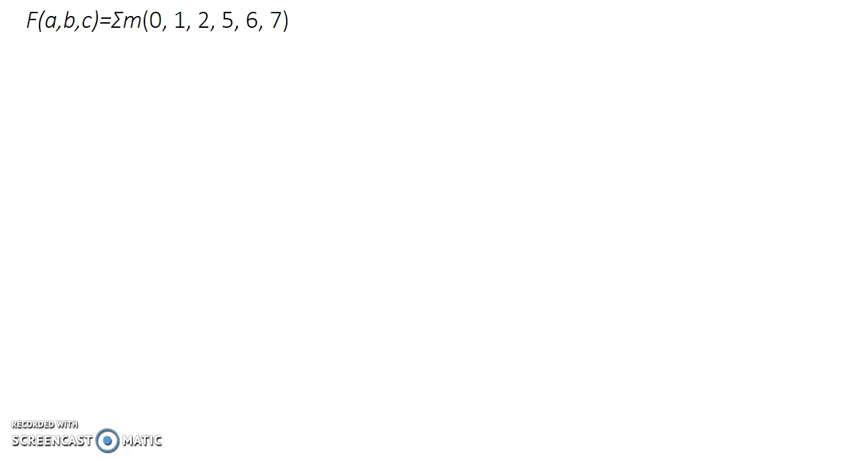 F(a,b,c)=Σm(0, 1, 2, 5, 6, 7)
RECORDED WITH
SCREENCAST MATIC